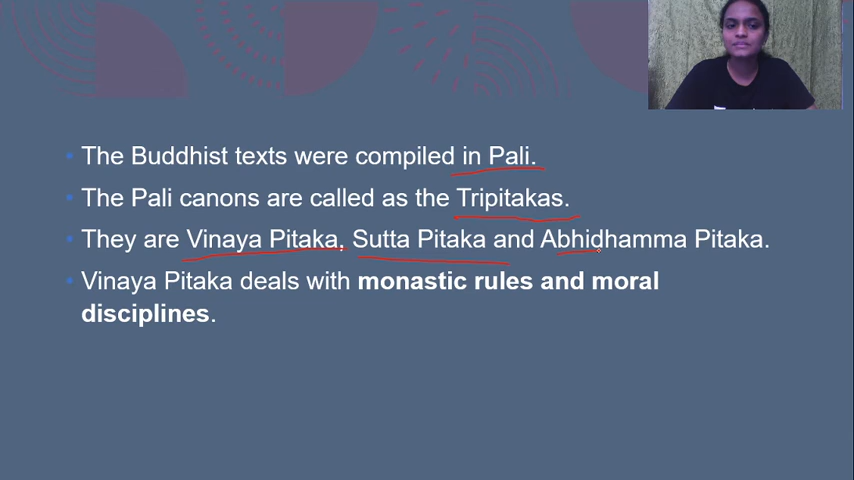 The Buddhist texts were compiled in Pali.
The Pali canons are called as the Tripitakas.
They are Vinaya Pitaka, Sutta Pitaka and Abhidhamma Pitaka.
Vinaya Pitaka deals with monastic rules and moral
disciplines.